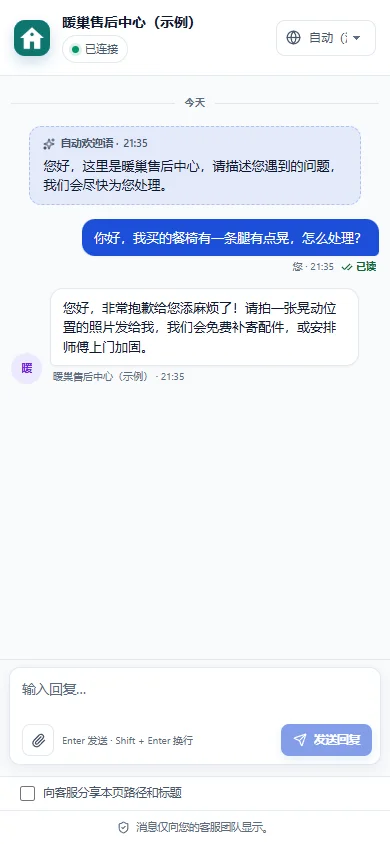 暖巢售后中心（示例）
已连接
自动（
今天
自动欢迎语 · 21:35
您好，这里是暖巢售后中心，请描述您遇到的问题，
我们会尽快为您处理。
你好，我买的餐椅有一条腿有点晃，怎么处理？
您 · 21:35 已读
您好，非常抱歉给您添麻烦了！请拍一张晃动位
置的照片发给我，我们会免费补寄配件，或安排
师傅上门加固。
暖
暖巢售后中心（示例） · 21:35
输入回复...
Enter 发送 · Shift + Enter 换行
发送回复
向客服分享本页路径和标题
消息仅向您的客服团队显示。